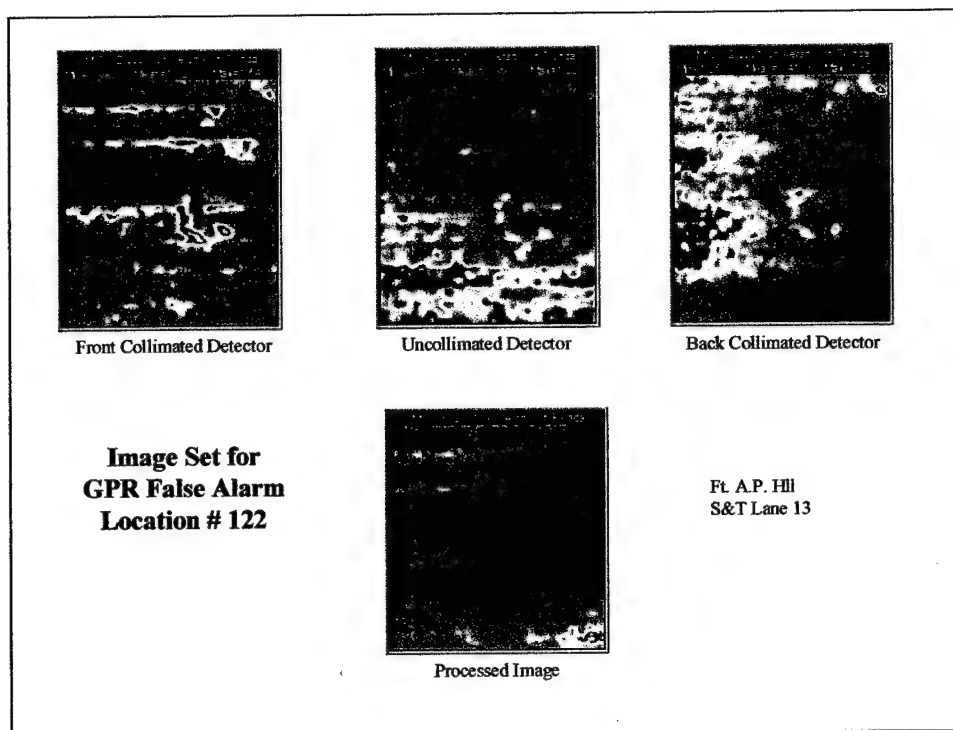 Front Collimated Detector
Uncollimated Detector
Back Collimated Detector
Image Set for
GPR False Alarm
Location # 122
Ft. A.P. Hll
S&T Lane 13
Processed Image